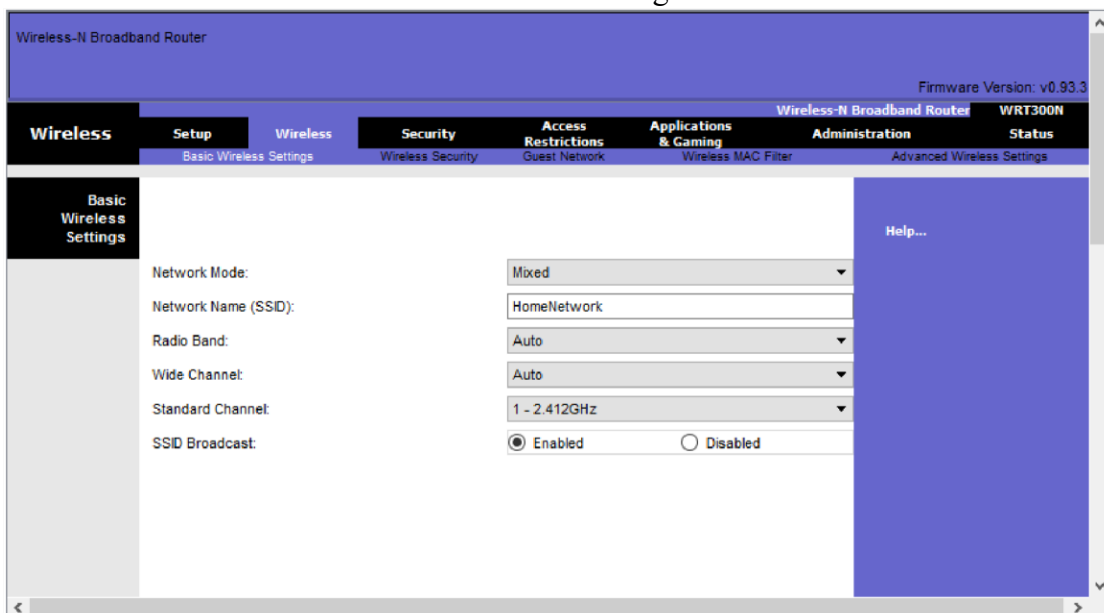 Wireless-N Broadband Router
Firmware Version: v0.93.3
Wireless-N Broadband Router WRT300N
Wireless Setup Wireless Security Access Restrictions Applications & Gaming Administration Status
Basic Wireless Settings Wireless Security Guest Network Wireless MAC Filter Advanced Wireless Settings
Basic
Wireless
Settings
Help...
Network Mode: Mixed
Network Name (SSID): HomeNetwork
Radio Band: Auto
Wide Channel: Auto
Standard Channel: 1 - 2.412GHz
SSID Broadcast: Enabled Disabled